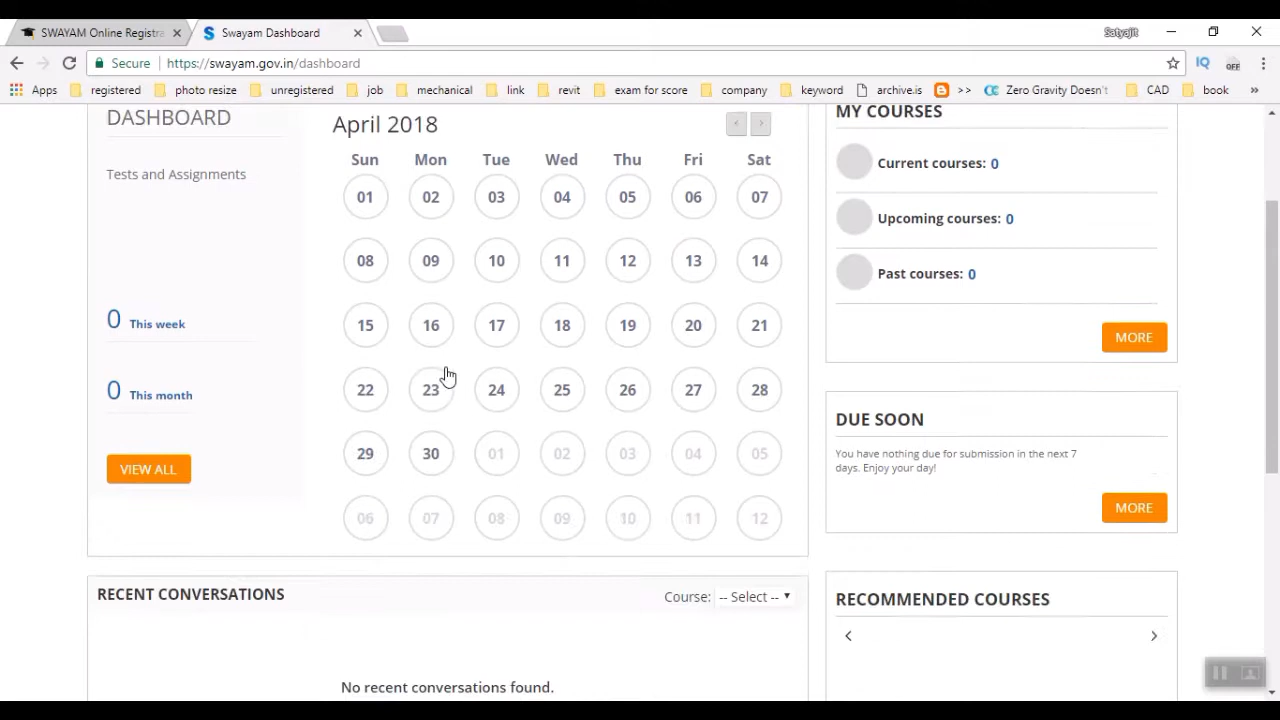 SWAYAM Online Registra
Swayam Dashboard
Satyajit
Secure
https://swayam.gov.in/dashboard
IQ
OFF
Apps registered photo resize unregistered job mechanical link revit exam for score company keyword archive.is >> Zero Gravity Doesn't CAD book »
DASHBOARD
Tests and Assignments
0 This week
0 This month
VIEW ALL
April 2018
Sun Mon Tue Wed Thu Fri Sat
01 02 03 04 05 06 07
08 09 10 11 12 13 14
15 16 17 18 19 20 21
22 23 24 25 26 27 28
29 30 01 02 03 04 05
06 07 08 09 10 11 12
MY COURSES
Current courses: 0
Upcoming courses: 0
Past courses: 0
MORE
DUE SOON
You have nothing due for submission in the next 7
days. Enjoy your day!
MORE
RECENT CONVERSATIONS
Course: -- Select --
No recent conversations found.
RECOMMENDED COURSES